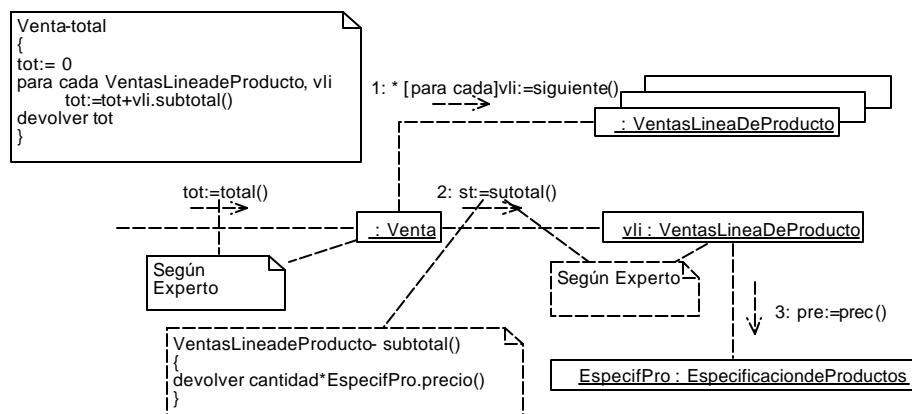 Venta-total
{
tot:= 0
para cada VentasLineadeProducto, vli
tot:=tot+vli.subtotal()
devolver tot
}
1: * [para cada]vli:=siguiente()
: VentasLineaDeProducto
tot:=total()
2: st:=sutotal()
: Venta
vli : VentasLineaDeProducto
Según
Experto
Según Experto
3: pre:=prec()
VentasLineadeProducto- subtotal()
{
devolver cantidad*EspecifPro.precio()
}
EspecifPro : EspecificaciondeProductos